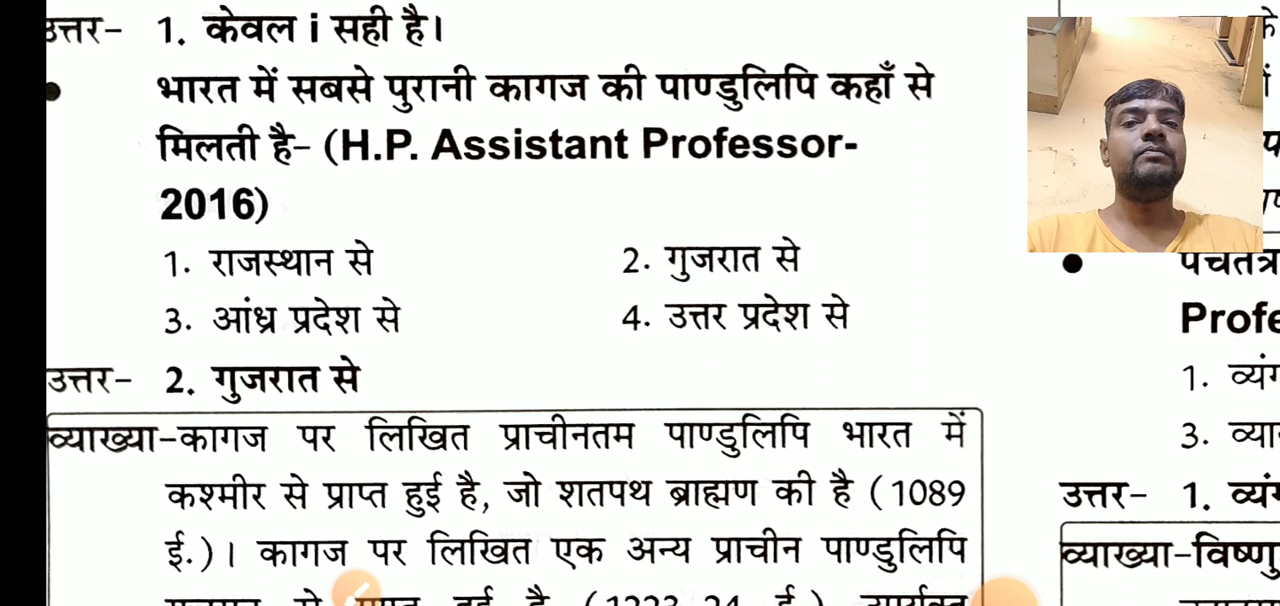 उत्तर- 1. केवल i सही है।
• भारत में सबसे पुरानी कागज की पाण्डुलिपि कहाँ से
मिलती है- (H.P. Assistant Professor-
2016)
1. राजस्थान से 2. गुजरात से
3. आंध्र प्रदेश से 4. उत्तर प्रदेश से
उत्तर- 2. गुजरात से
व्याख्या-कागज पर लिखित प्राचीनतम पाण्डुलिपि भारत में
कश्मीर से प्राप्त हुई है, जो शतपथ ब्राह्मण की है (1089
ई.)। कागज पर लिखित एक अन्य प्राचीन पाण्डुलिपि
के
•
Profe
1.
3.
उत्तर- 1.
व्याख्या-विष्णु